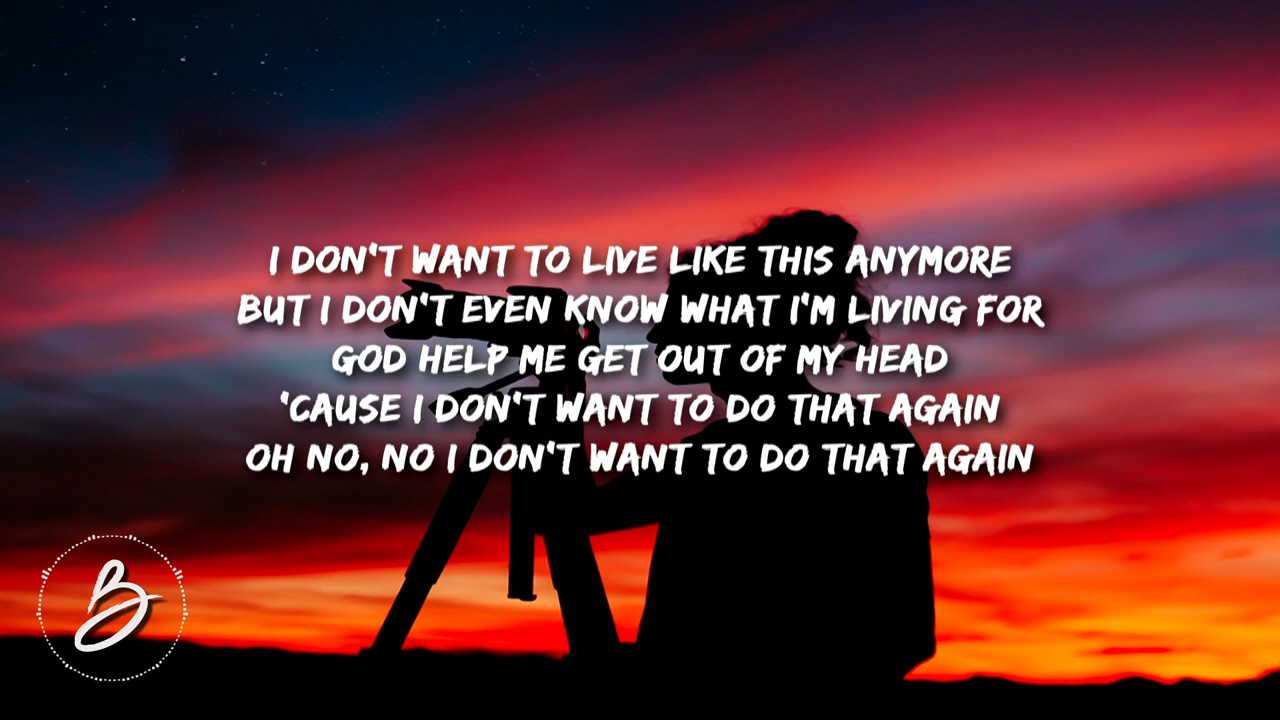 I DON'T WANT TO LIVE LIKE THIS ANYMORE
BUT I DON'T EVEN KNOW WHAT I'M LIVING FOR
GOD HELP ME GET OUT OF MY HEAD
'CAUSE I DON'T WANT TO DO THAT AGAIN
OH NO, NO I DON'T WANT TO DO THAT AGAIN
B